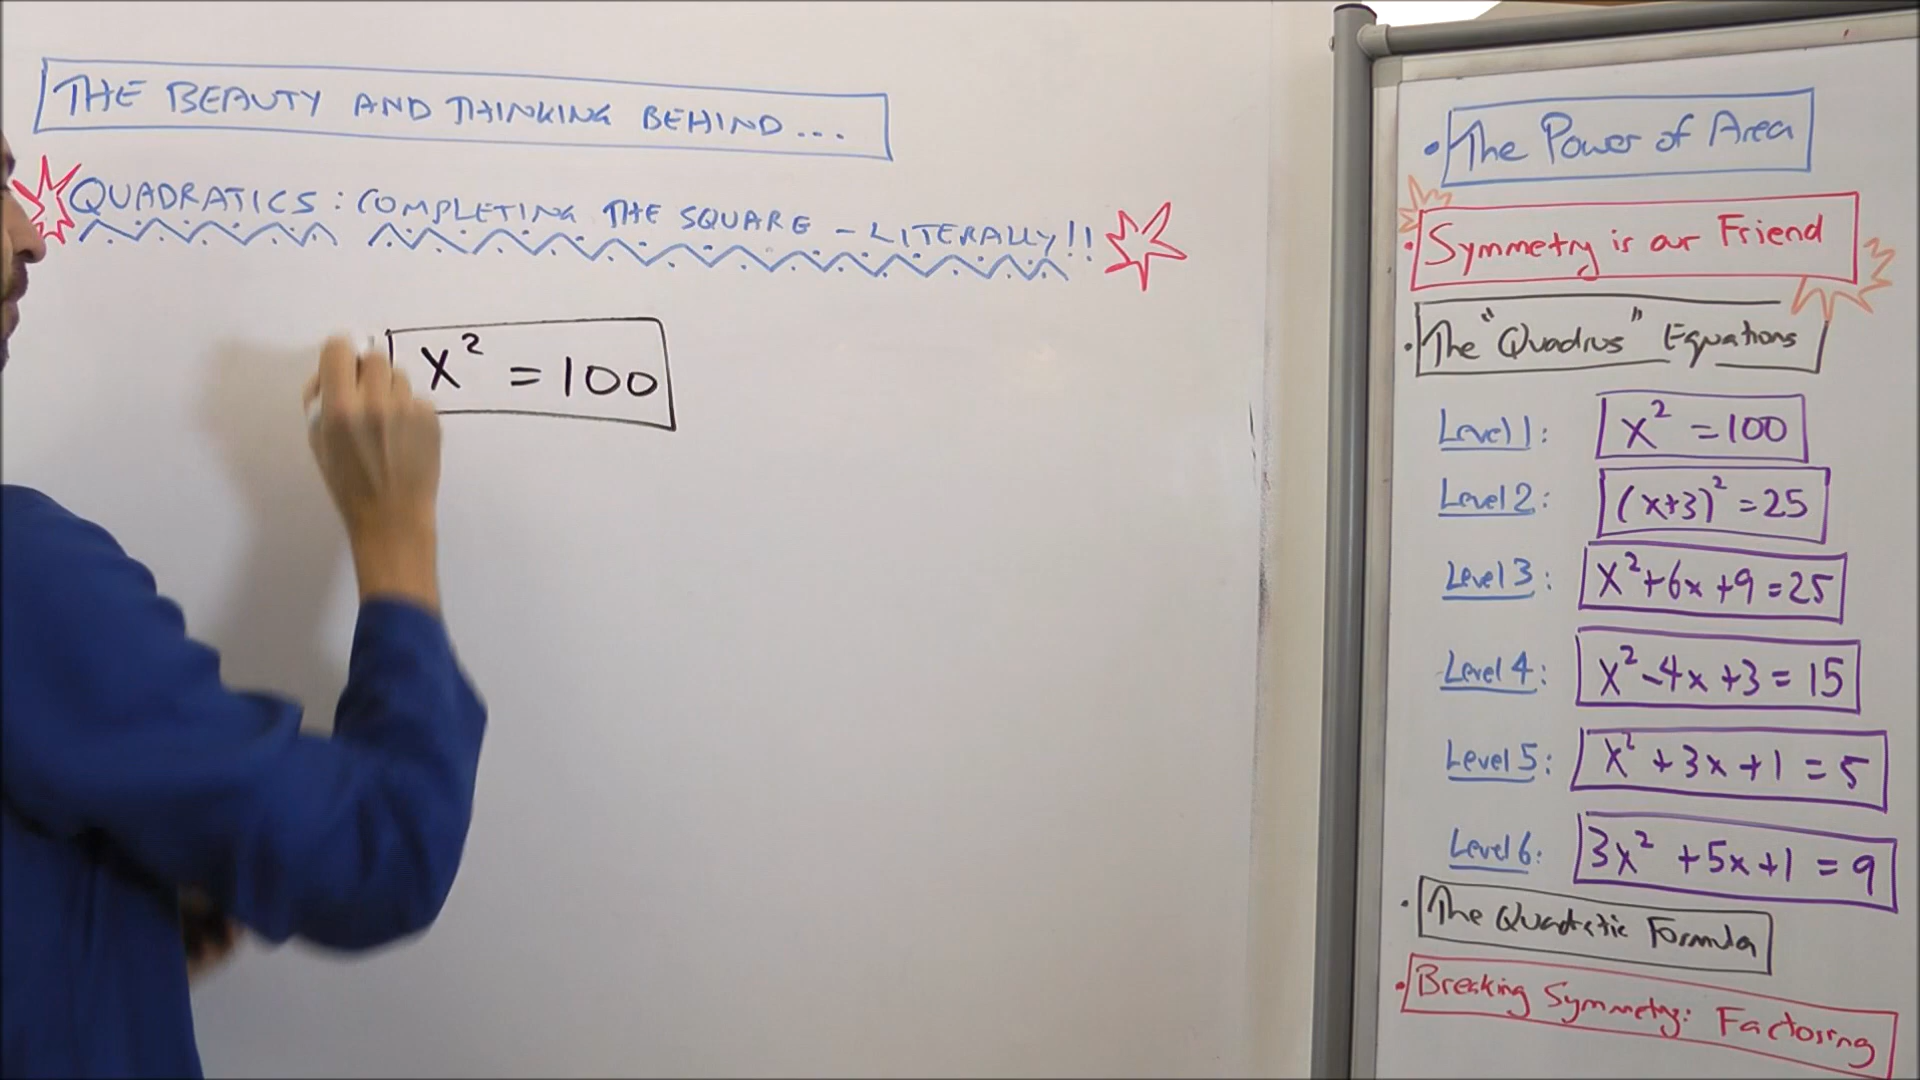 THE BEAUTY AND THINKING BEHIND...
QUADRATICS: COMPLETING THE SQUARE - LITERALLY!!
x² = 100
• The Power of Area
• Symmetry is our Friend
• The "Quadrus" Equations
Level 1: x² = 100
Level 2: (x+3)² = 25
Level 3: x² + 6x + 9 = 25
Level 4: x² - 4x + 3 = 15
Level 5: x² + 3x + 1 = 5
Level 6: 3x² + 5x + 1 = 9
• The Quadratic Formula
• Breaking Symmetry: Factoring